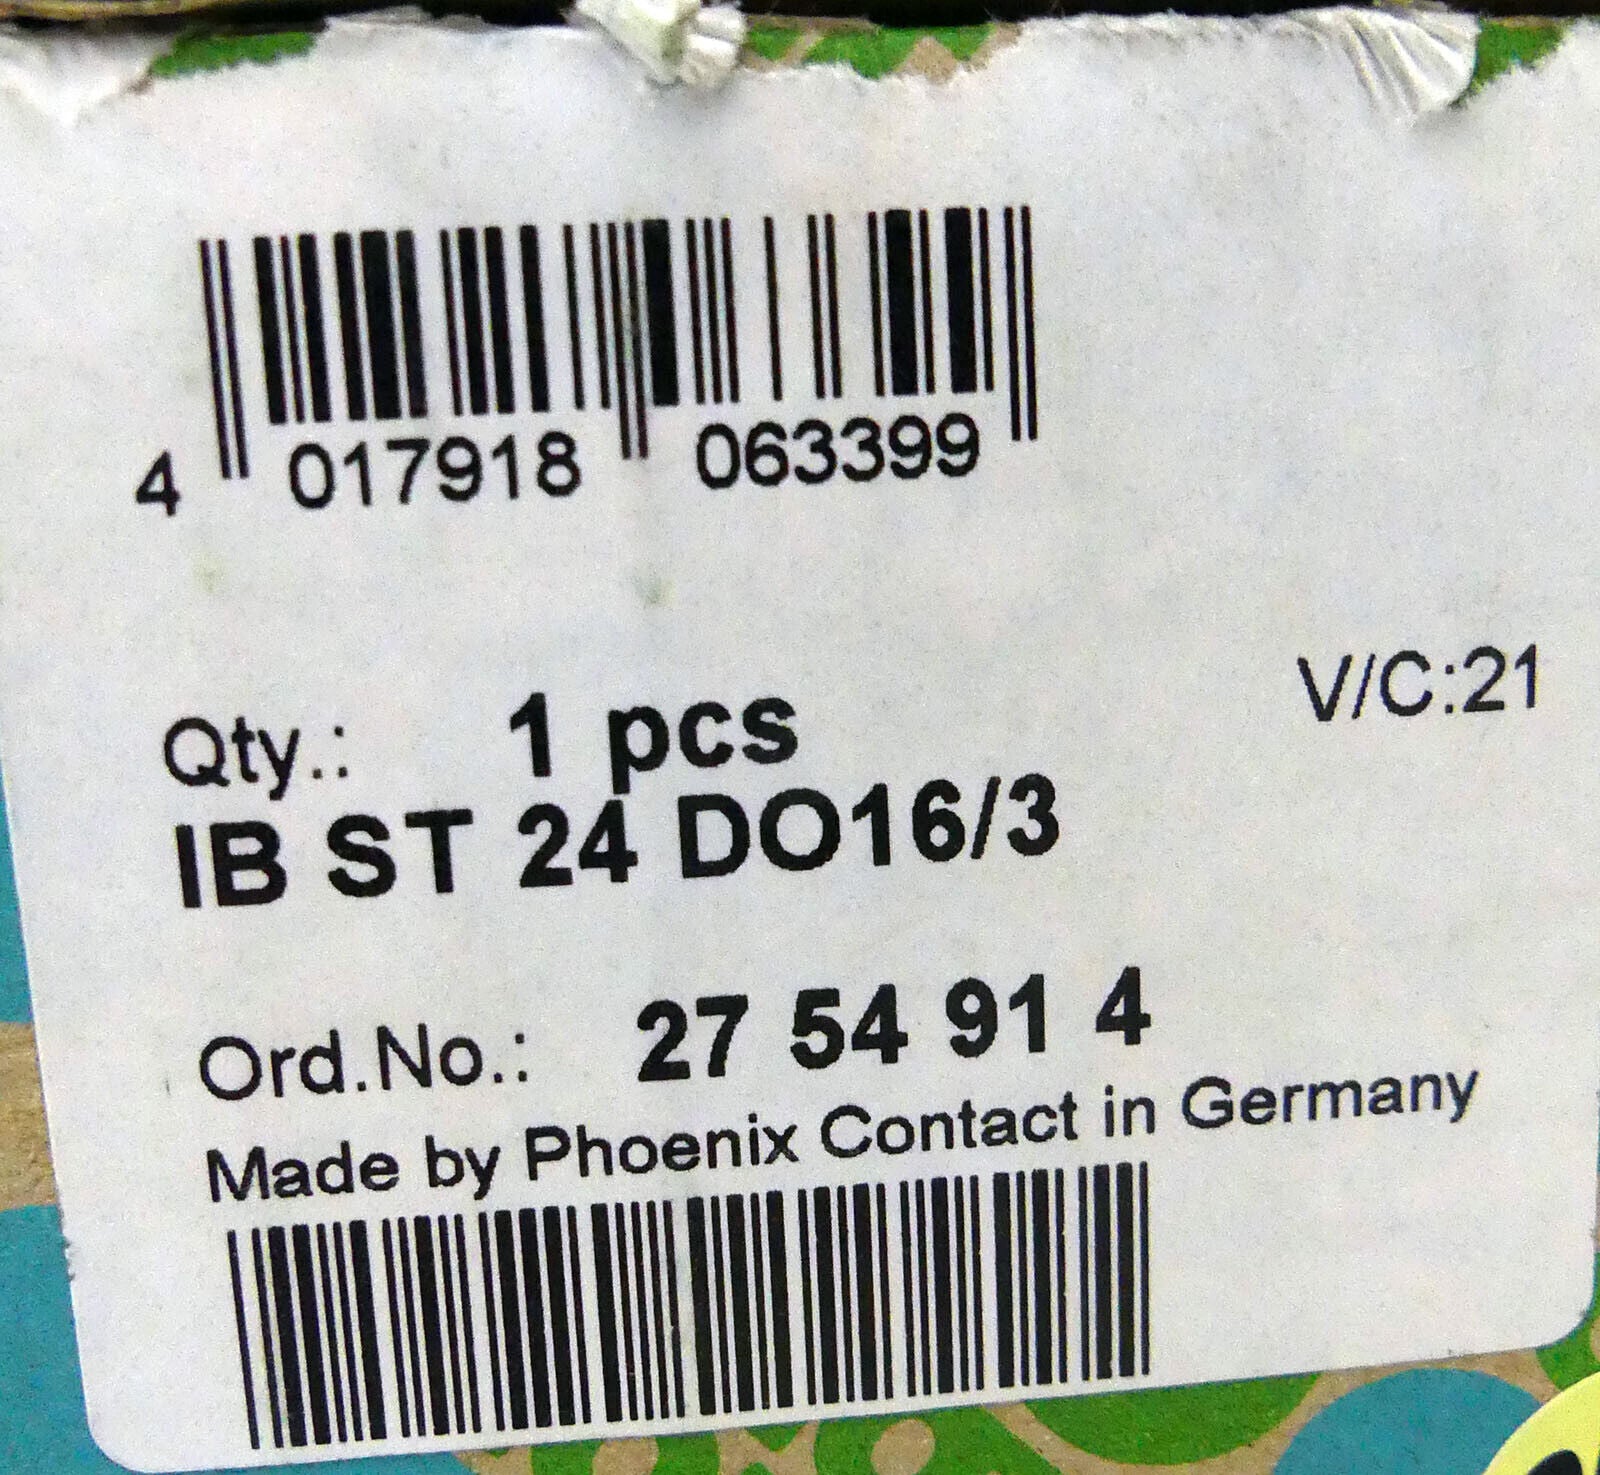 4 017918 063399
V/C:21
Qty.: 1 pcs
IB ST 24 DO16/3
Ord.No.: 27 54 91 4
Made by Phoenix Contact in Germany